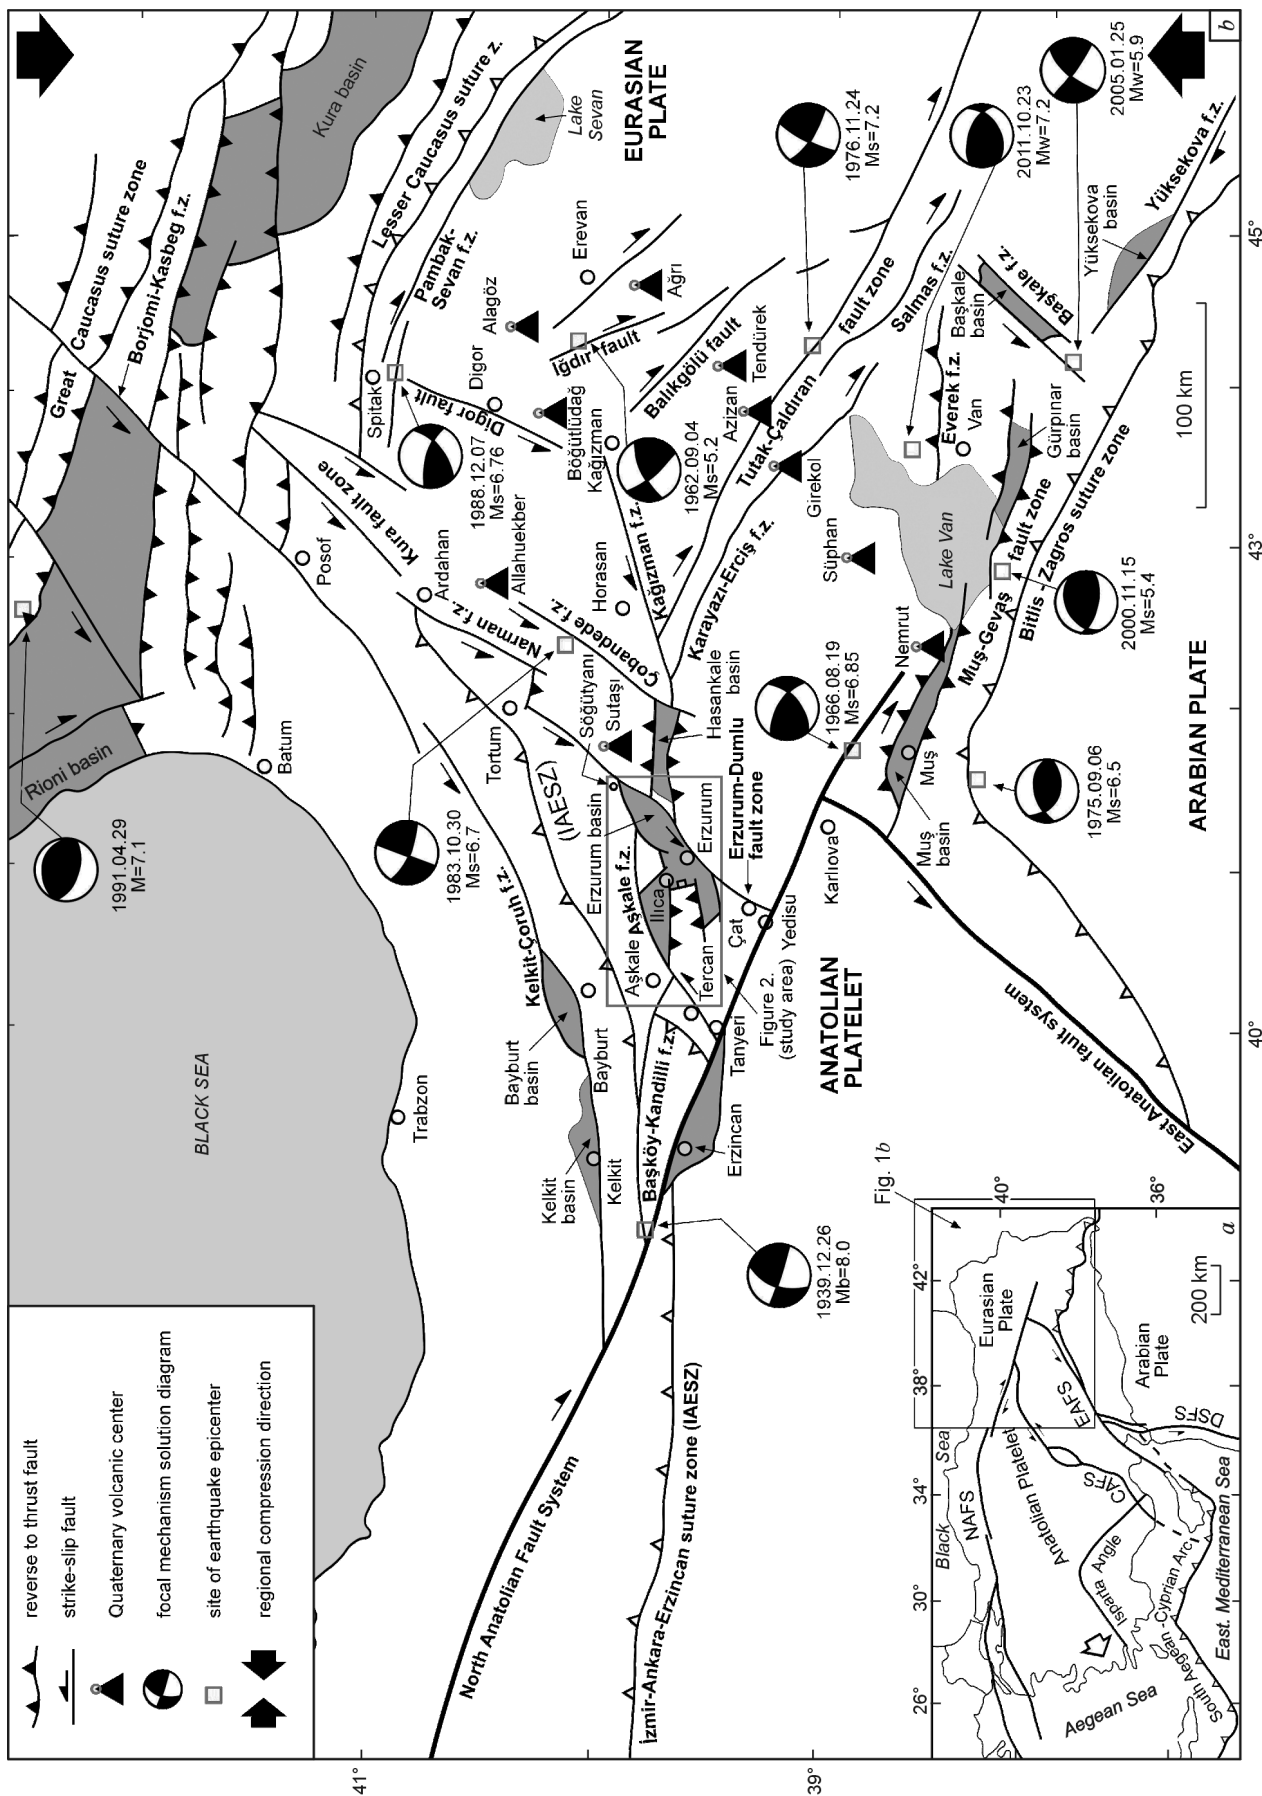 reverse to thrust fault
strike-slip fault
Quaternary volcanic center
focal mechanism solution diagram
site of earthquake epicenter
regional compression direction
BLACK SEA
Rioni basin
Kura basin
Great
Caucasus suture zone
Borjomi-Kasbeg f.z.
Lesser Caucasus suture z.
Pambak-
Sevan f.z.
Lake
Sevan
EURASIAN
PLATE
1991.04.29
M=7.1
Batum
Posof
Trabzon
Kura fault zone
Ardahan
Spitak
1988.12.07
Ms=6.76
Digor fault
Digor
Alagöz
Erevan
Ağrı
Iğdır fault
Böğütlüdağ
Kağızman
Allahuekber
Narman f.z.
Horasan
Çobandede f.z.
Kağızman f.z.
1962.09.04
Ms=5.2
Balıkgölü fault
Azizan
Tendürek
1976.11.24
Ms=7.2
Tutak-Çaldıran
fault zone
Karayazı-Erciş f.z.
Girekol
Süphan
Salmas f.z.
2011.10.23
Mw=7.2
2005.01.25
Mw=5.9
Yüksekova f.z.
Yüksekova
basin
Başkale f.z.
Başkale
basin
Everek f.z.
Van
Gürpınar
basin
Lake Van
Nemrut
Muş-Gevaş
fault zone
Bitlis - Zagros suture zone
2000.11.15
Ms=5.4
1966.08.19
Ms=6.85
Muş
Muş
basin
1975.09.06
Ms=6.5
ARABIAN PLATE
1983.10.30
Ms=6.7
Tortum
(IAESZ)
Söğütyanı
Sutaşı
Hasankale
basin
Erzurum basin
Erzurum
Erzurum-Dumlu
fault zone
Kelkit-Çoruh f.z.
Aşkale f.z.
Aşkale
Ilıca
Tercan
Çat
Yedisu
Karlıova
Figure 2.
(study area)
Tanyeri
Bayburt
basin
Bayburt
Kelkit
basin
Kelkit
Başköy-Kandilli f.z.
Erzincan
1939.12.26
Mb=8.0
ANATOLIAN
PLATELET
East Anatolian fault system
North Anatolian Fault System
İzmir-Ankara-Erzincan suture zone (IAESZ)
41°
39°
40°
43°
45°
100 km
b
Fig. 1b
26°
30°
34°
38°
42°
40°
36°
Black
Sea
NAFS
Anatolian Platelet
Eurasian
Plate
EAFS
CAFS
DSFS
Arabian
Plate
Isparta Angle
Aegean Sea
South Aegean - Cyprian Arc
East. Mediterranean Sea
200 km
a